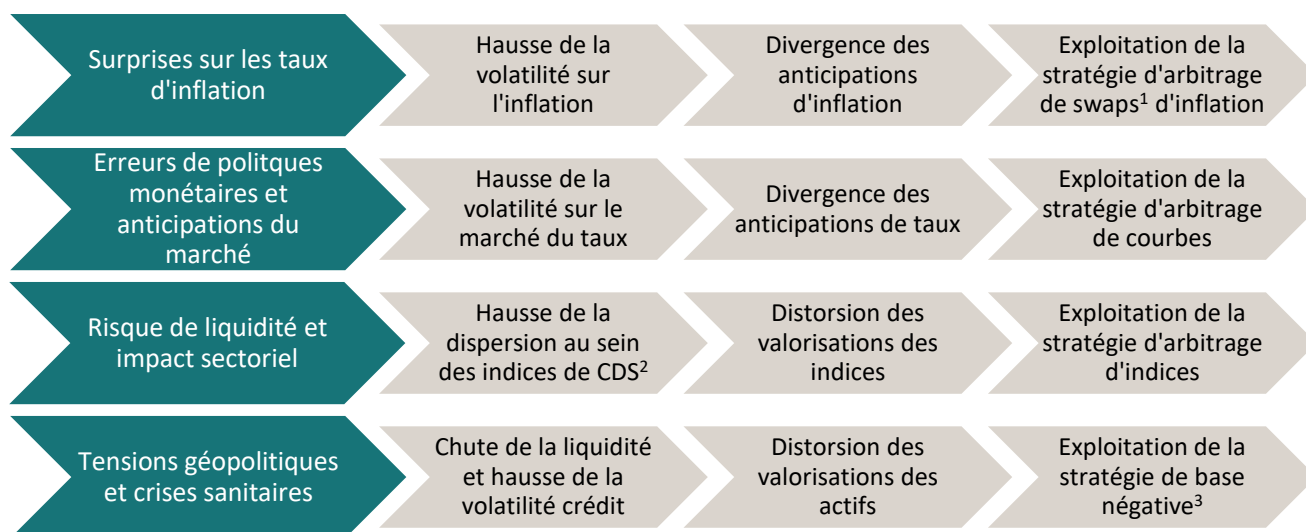 Surprises sur les taux
d'inflation
Hausse de la
volatilité sur
l'inflation
Divergence des
anticipations
d'inflation
Exploitation de la
stratégie d'arbitrage
de swaps¹ d'inflation
Erreurs de politques
monétaires et
anticipations du
marché
Hausse de la
volatilité sur le
marché du taux
Divergence des
anticipations de taux
Exploitation de la
stratégie d'arbitrage
de courbes
Risque de liquidité et
impact sectoriel
Hausse de la
dispersion au sein
des indices de CDS²
Distorsion des
valorisations des
indices
Exploitation de la
stratégie d'arbitrage
d'indices
Tensions géopolitiques
et crises sanitaires
Chute de la liquidité
et hausse de la
volatilité crédit
Distorsion des
valorisations des
actifs
Exploitation de la
stratégie de base
négative³